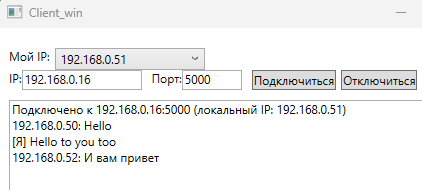 Client_win
Мой IP: 192.168.0.51
IP: 192.168.0.16 Порт: 5000 Подключиться Отключиться
Подключено к 192.168.0.16:5000 (локальный IP: 192.168.0.51)
192.168.0.50: Hello
[Я] Hello to you too
192.168.0.52: И вам привет